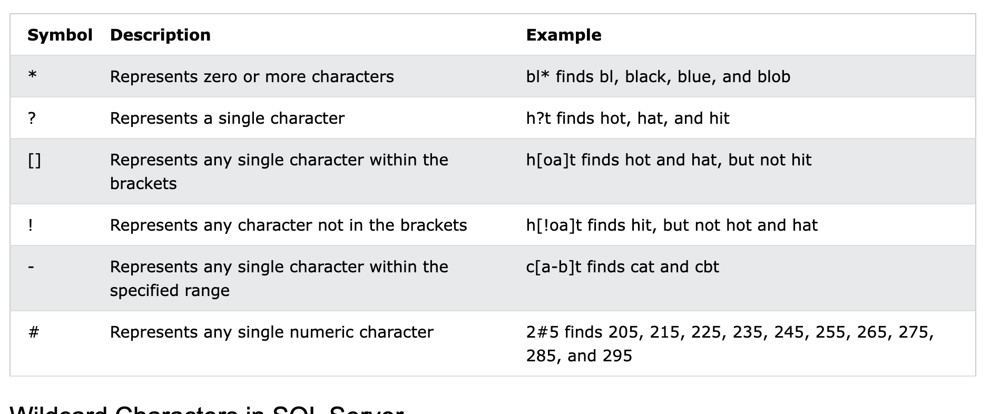 Symbol Description Example
* Represents zero or more characters bl* finds bl, black, blue, and blob
? Represents a single character h?t finds hot, hat, and hit
[] Represents any single character within the h[oa]t finds hot and hat, but not hit
brackets
! Represents any character not in the brackets h[!oa]t finds hit, but not hot and hat
- Represents any single character within the c[a-b]t finds cat and cbt
specified range
# Represents any single numeric character 2#5 finds 205, 215, 225, 235, 245, 255, 265, 275,
285, and 295
Wildcard Characters in SQL Server